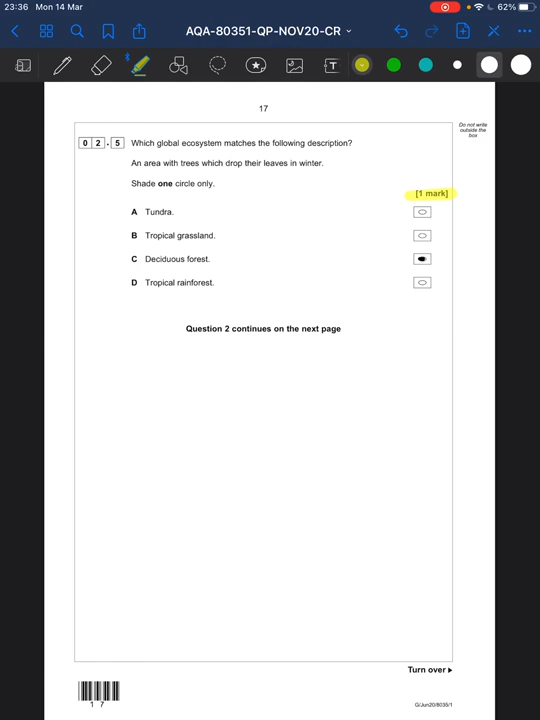 23:36 Mon 14 Mar
62%
AQA-80351-QP-NOV20-CR
T
17
Do not write
outside the
box
0 2 . 5 Which global ecosystem matches the following description?
An area with trees which drop their leaves in winter.
Shade one circle only.
[1 mark]
A Tundra.
B Tropical grassland.
C Deciduous forest.
D Tropical rainforest.
Question 2 continues on the next page
Turn over
1 7
G/Jun20/8035/1